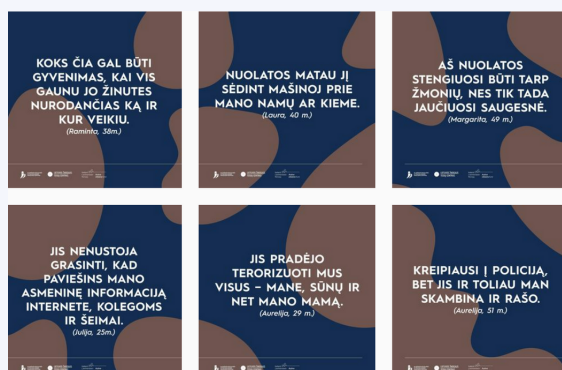 KOKS ČIA GAL BŪTI
GYVENIMAS, KAI VIS
GAUNU JO ŽINUTES
NURODANČIAS KĄ IR
KUR VEIKIU.
(Raminta, 38m.)
NUOLATOS MATAU JĮ
SĖDINT MAŠINOJ PRIE
MANO NAMŲ AR KIEME.
(Laura, 40 m.)
AŠ NUOLATOS
STENGIUOSI BŪTI TARP
ŽMONIŲ, NES TIK TADA
JAUČIUOSI SAUGESNĖ.
(Margarita, 49 m.)
JIS NENUSTOJA
GRASINTI, KAD
PAVIEŠINS MANO
ASMENINĘ INFORMACIJĄ
INTERNETE, KOLEGOMS
IR ŠEIMAI.
(Julija, 25m.)
JIS PRADĖJO
TERORIZUOTI MUS
VISUS – MANE, SŪNŲ IR
NET MANO MAMĄ.
(Aurelija, 29 m.)
KREIPIAUSI Į POLICIJĄ,
BET JIS IR TOLIAU MAN
SKAMBINA IR RAŠO.
(Aurelija, 51 m.)